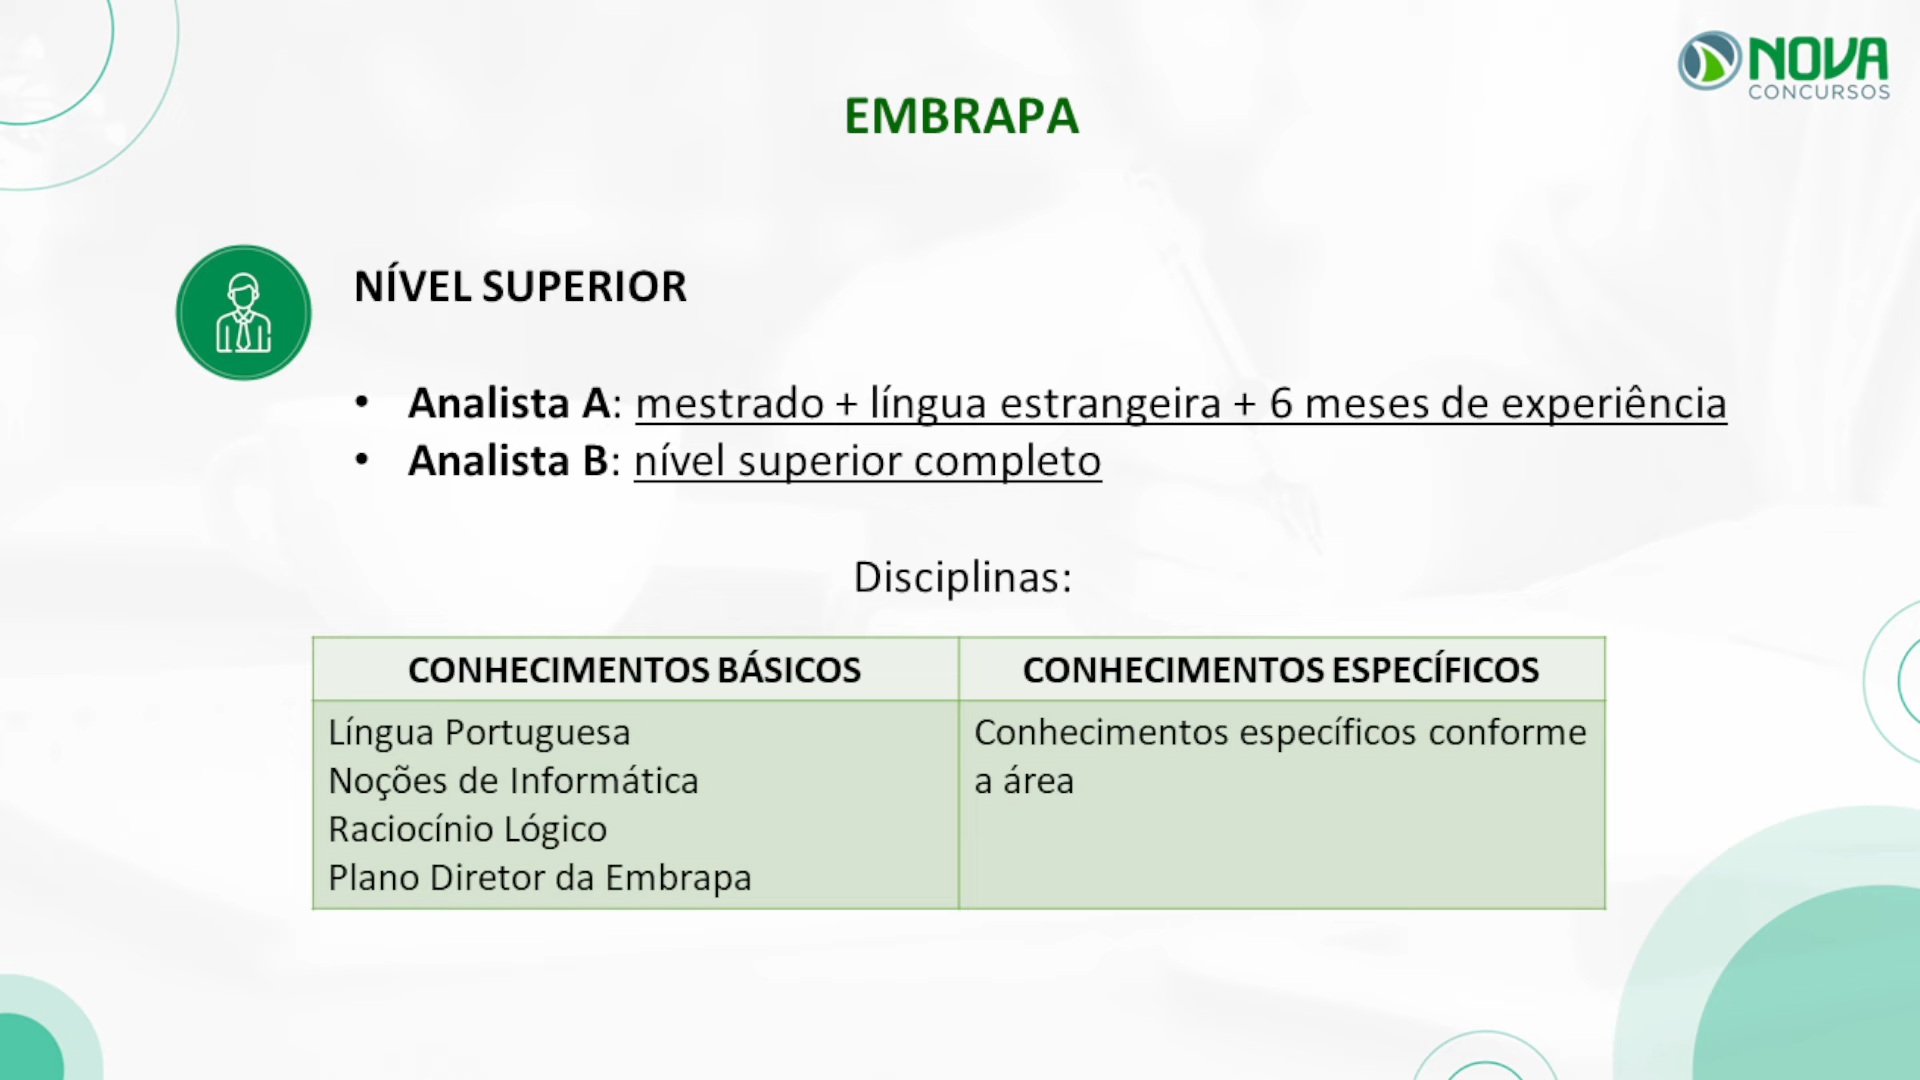 NOVA
CONCURSOS
EMBRAPA
NÍVEL SUPERIOR
• Analista A: mestrado + língua estrangeira + 6 meses de experiência
• Analista B: nível superior completo
Disciplinas:
CONHECIMENTOS BÁSICOS
CONHECIMENTOS ESPECÍFICOS
Língua Portuguesa
Noções de Informática
Raciocínio Lógico
Plano Diretor da Embrapa
Conhecimentos específicos conforme
a área